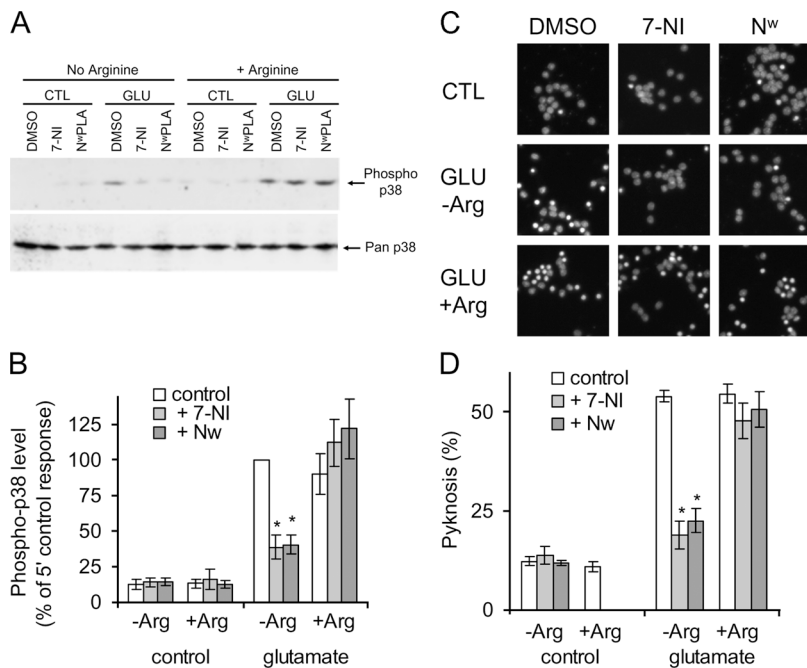 A
No Arginine + Arginine
CTL GLU CTL GLU
DMSO 7-NI NʷPLA DMSO 7-NI NʷPLA DMSO 7-NI NʷPLA DMSO 7-NI NʷPLA
Phospho
p38
Pan p38
B
control
+ 7-NI
+ Nw
Phospho-p38 level
(% of 5' control response)
125
100
75
50
25
0
* *
-Arg +Arg -Arg +Arg
control glutamate
C
DMSO 7-NI Nʷ
CTL
GLU
-Arg
GLU
+Arg
D
control
+ 7-NI
+ Nw
Pyknosis (%)
50
25
0
* *
-Arg +Arg -Arg +Arg
control glutamate